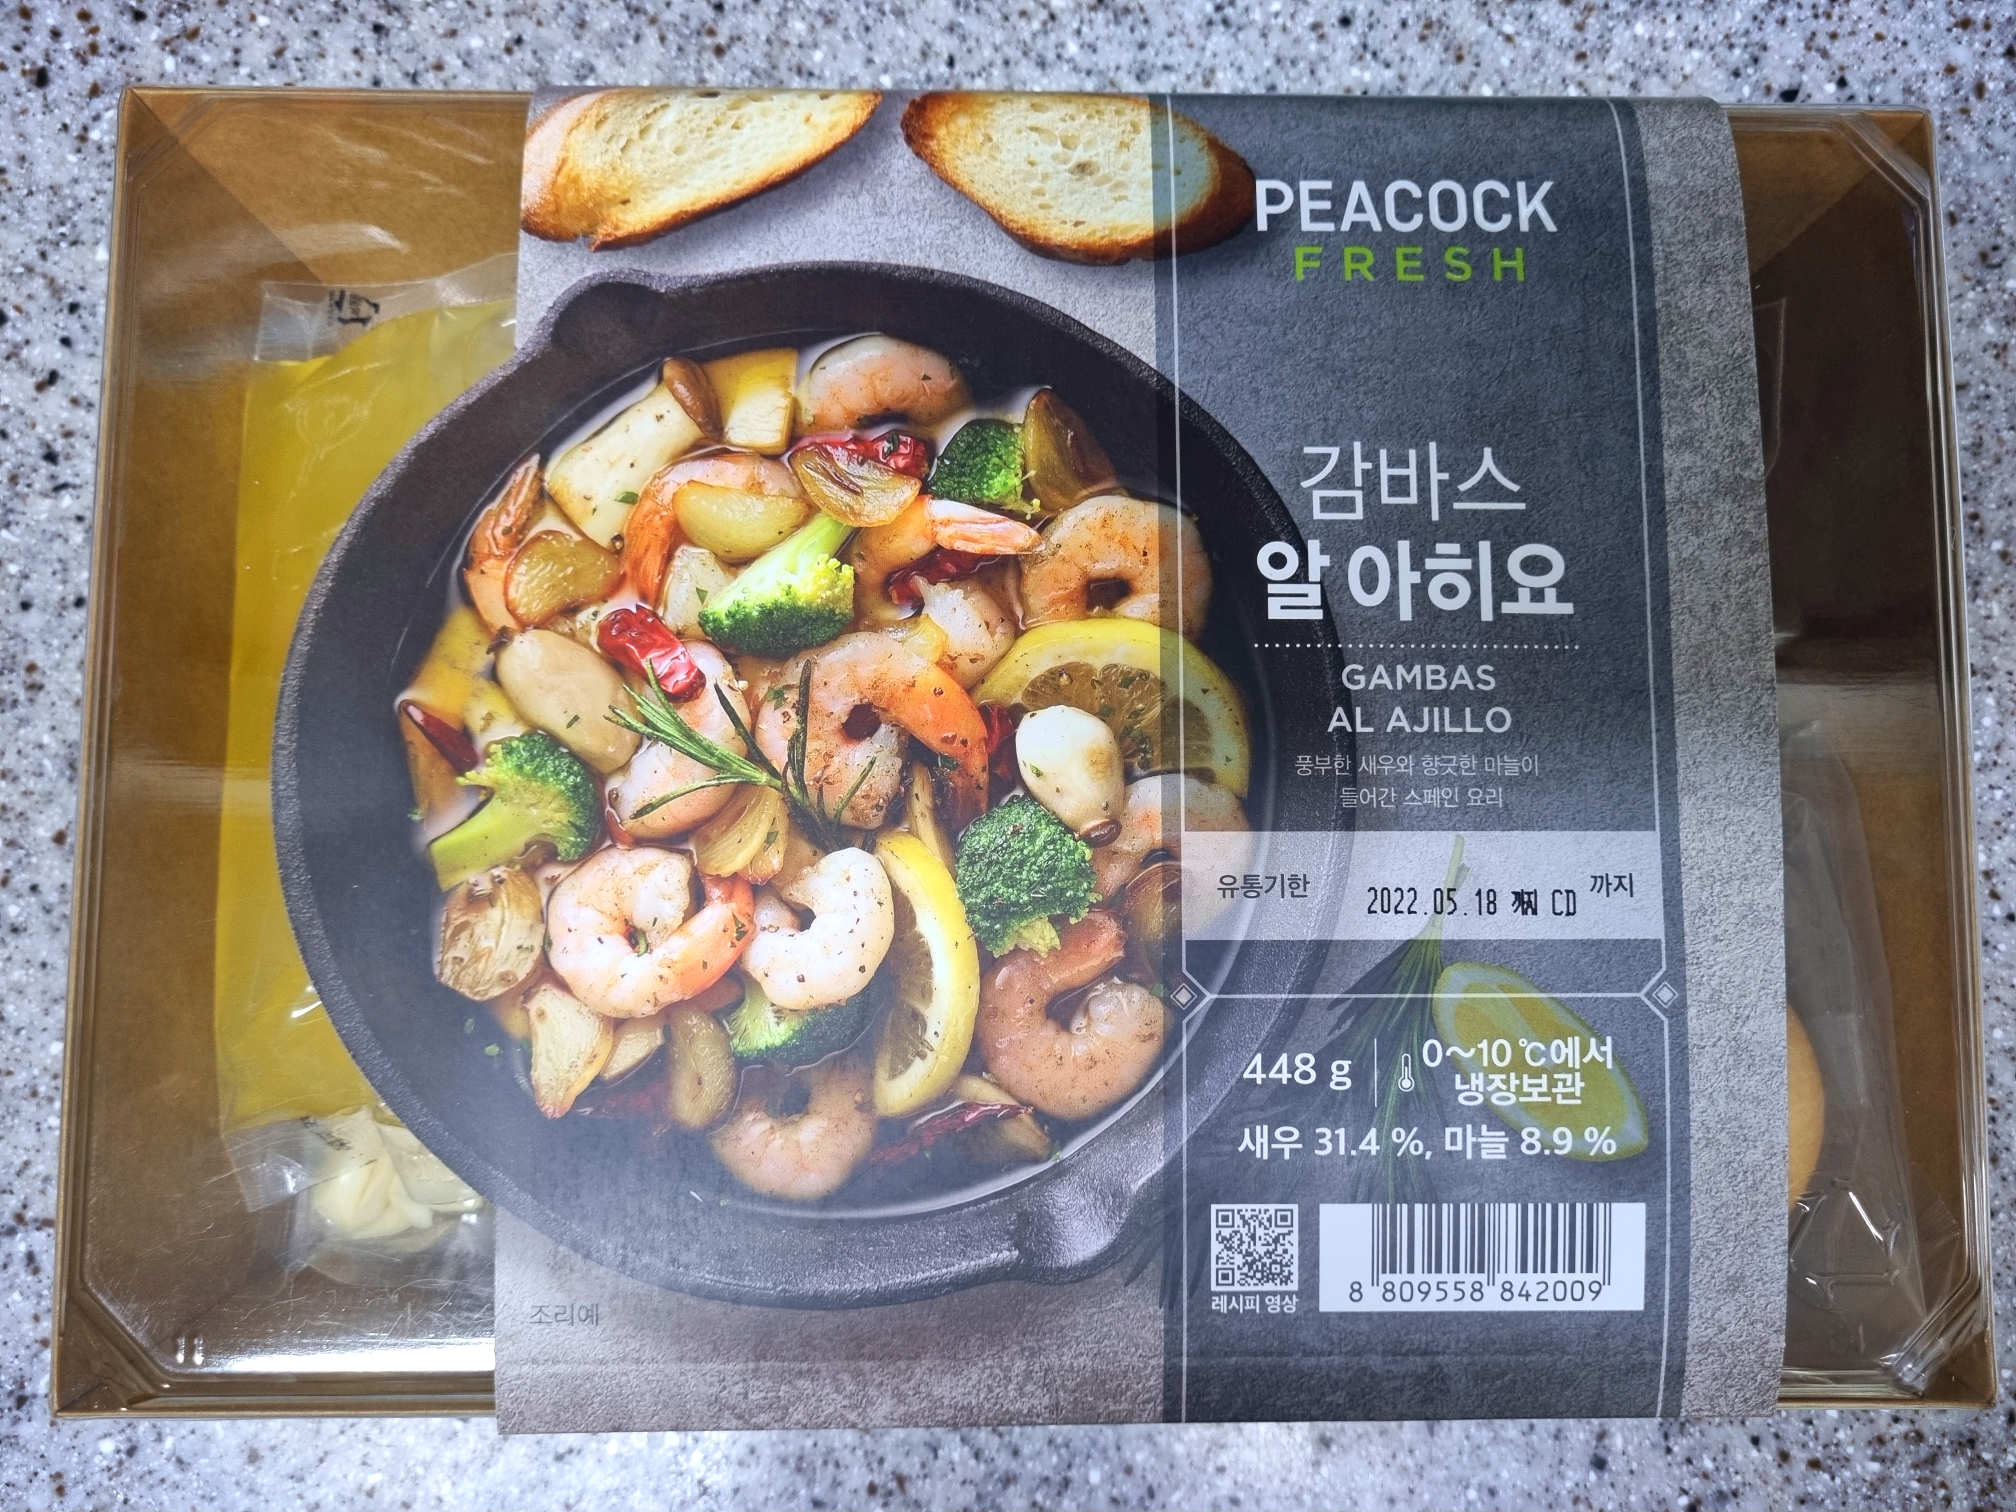 PEACOCK
FRESH
감바스
알 아히요
GAMBAS
AL AJILLO
풍부한 새우와 향긋한 마늘이
들어간 스페인 요리
유통기한 2022.05.18 까지 CD 까지
448 g
0~10 ℃에서
냉장보관
새우 31.4 %, 마늘 8.9 %
레시피 영상
8 809558 842009
조리예